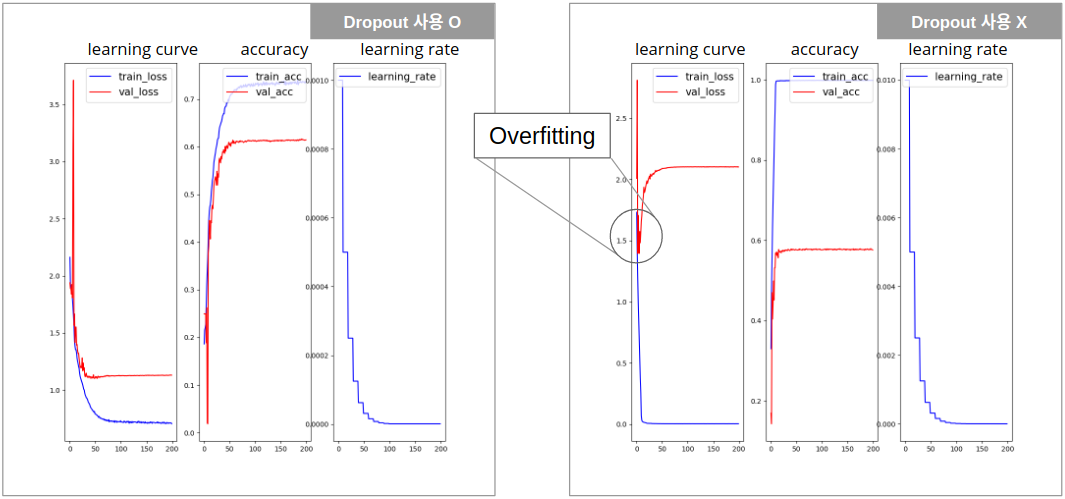 Dropout 사용 O
learning curve
accuracy
learning rate
train_loss
val_loss
3.5
3.0
2.5
2.0
1.5
1.0
0 50 100 150 200
train_acc
val_acc
0.7
0.6
0.5
0.4
0.3
0.2
0.1
0.0
0 50 100 150 200
learning_rate
0.0010
0.0008
0.0006
0.0004
0.0002
0.0000
0 50 100 150 200
Overfitting
Dropout 사용 X
learning curve
accuracy
learning rate
train_loss
val_loss
2.5
2.0
1.5
1.0
0.5
0.0
0 50 100 150 200
train_acc
val_acc
1.0
0.8
0.6
0.4
0.2
0 50 100 150 200
learning_rate
0.010
0.008
0.006
0.004
0.002
0.000
0 50 100 150 200